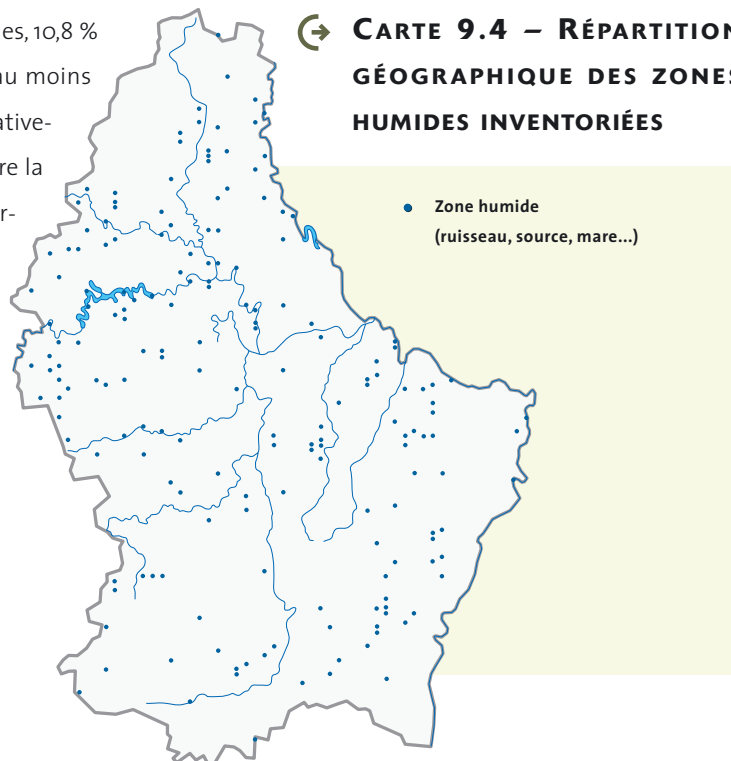 es, 10,8 %
au moins
ative-
re la
r-
CARTE 9.4 – RÉPARTITION
GÉOGRAPHIQUE DES ZONES
HUMIDES INVENTORIÉES
Zone humide
(ruisseau, source, mare...)